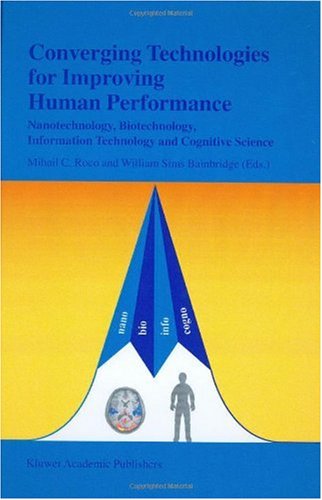 Converging Technologies
for Improving
Human Performance
Nanotechnology, Biotechnology,
Information Technology and Cognitive Science
Mihail C. Roco and William Sims Bainbridge (Eds.)
nano
bio
info
cogno
Kluwer Academic Publishers